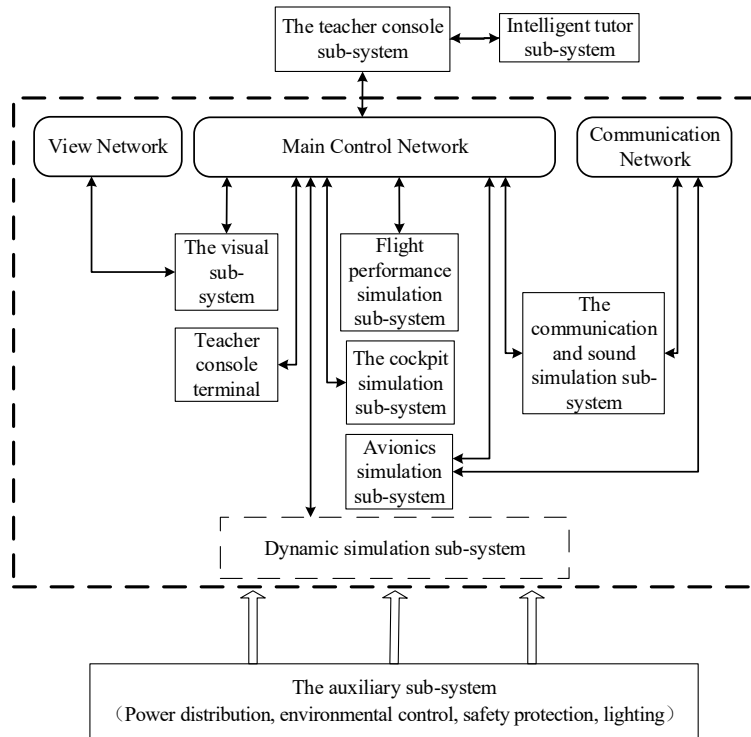 The teacher console
sub-system
Intelligent tutor
sub-system
View Network
Main Control Network
Communication
Network
The visual
sub-
system
Flight
performance
simulation
sub-system
The
communication
and sound
simulation sub-
system
Teacher
console
terminal
The cockpit
simulation
sub-system
Avionics
simulation
sub-system
Dynamic simulation sub-system
The auxiliary sub-system
（Power distribution, environmental control, safety protection, lighting）